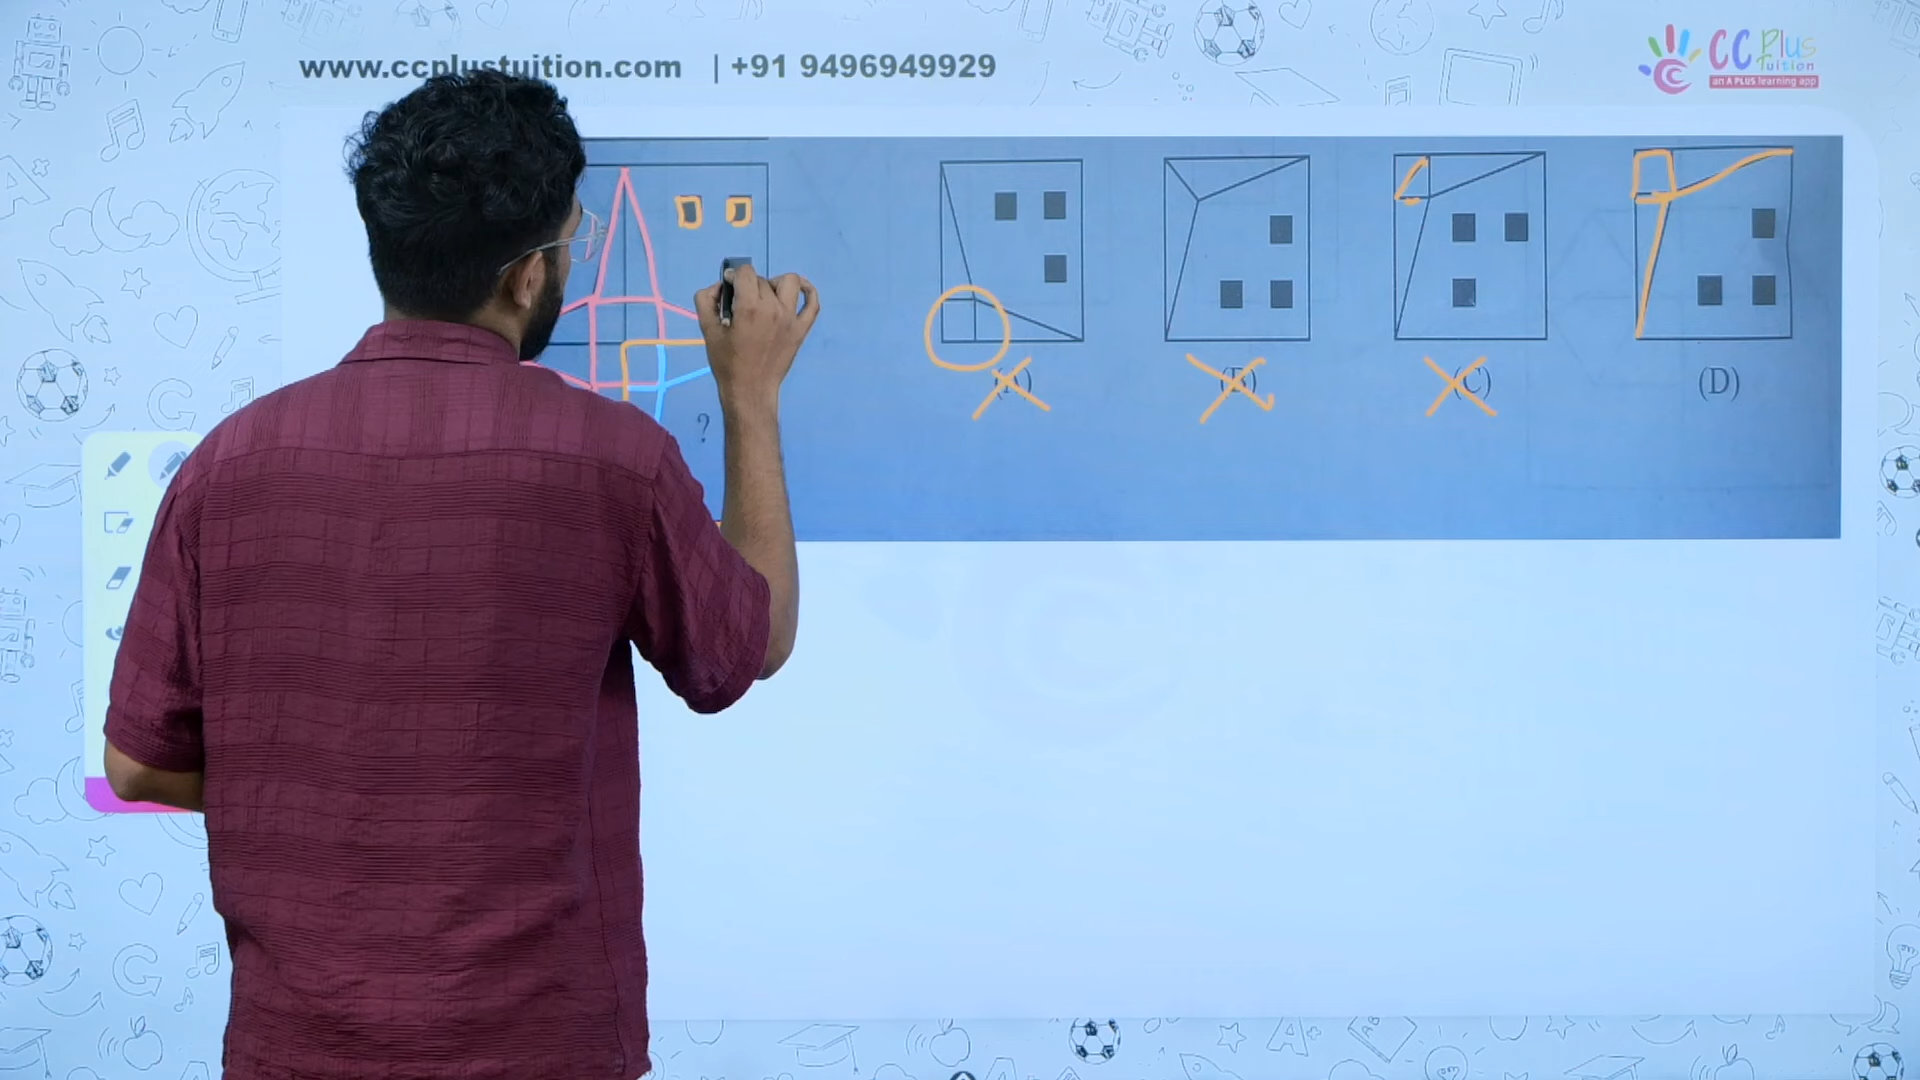 www.ccplustuition.com | +91 9496949929
CC Plus
Tuition
an A PLUS learning app
?
(A) (B) (C) (D)